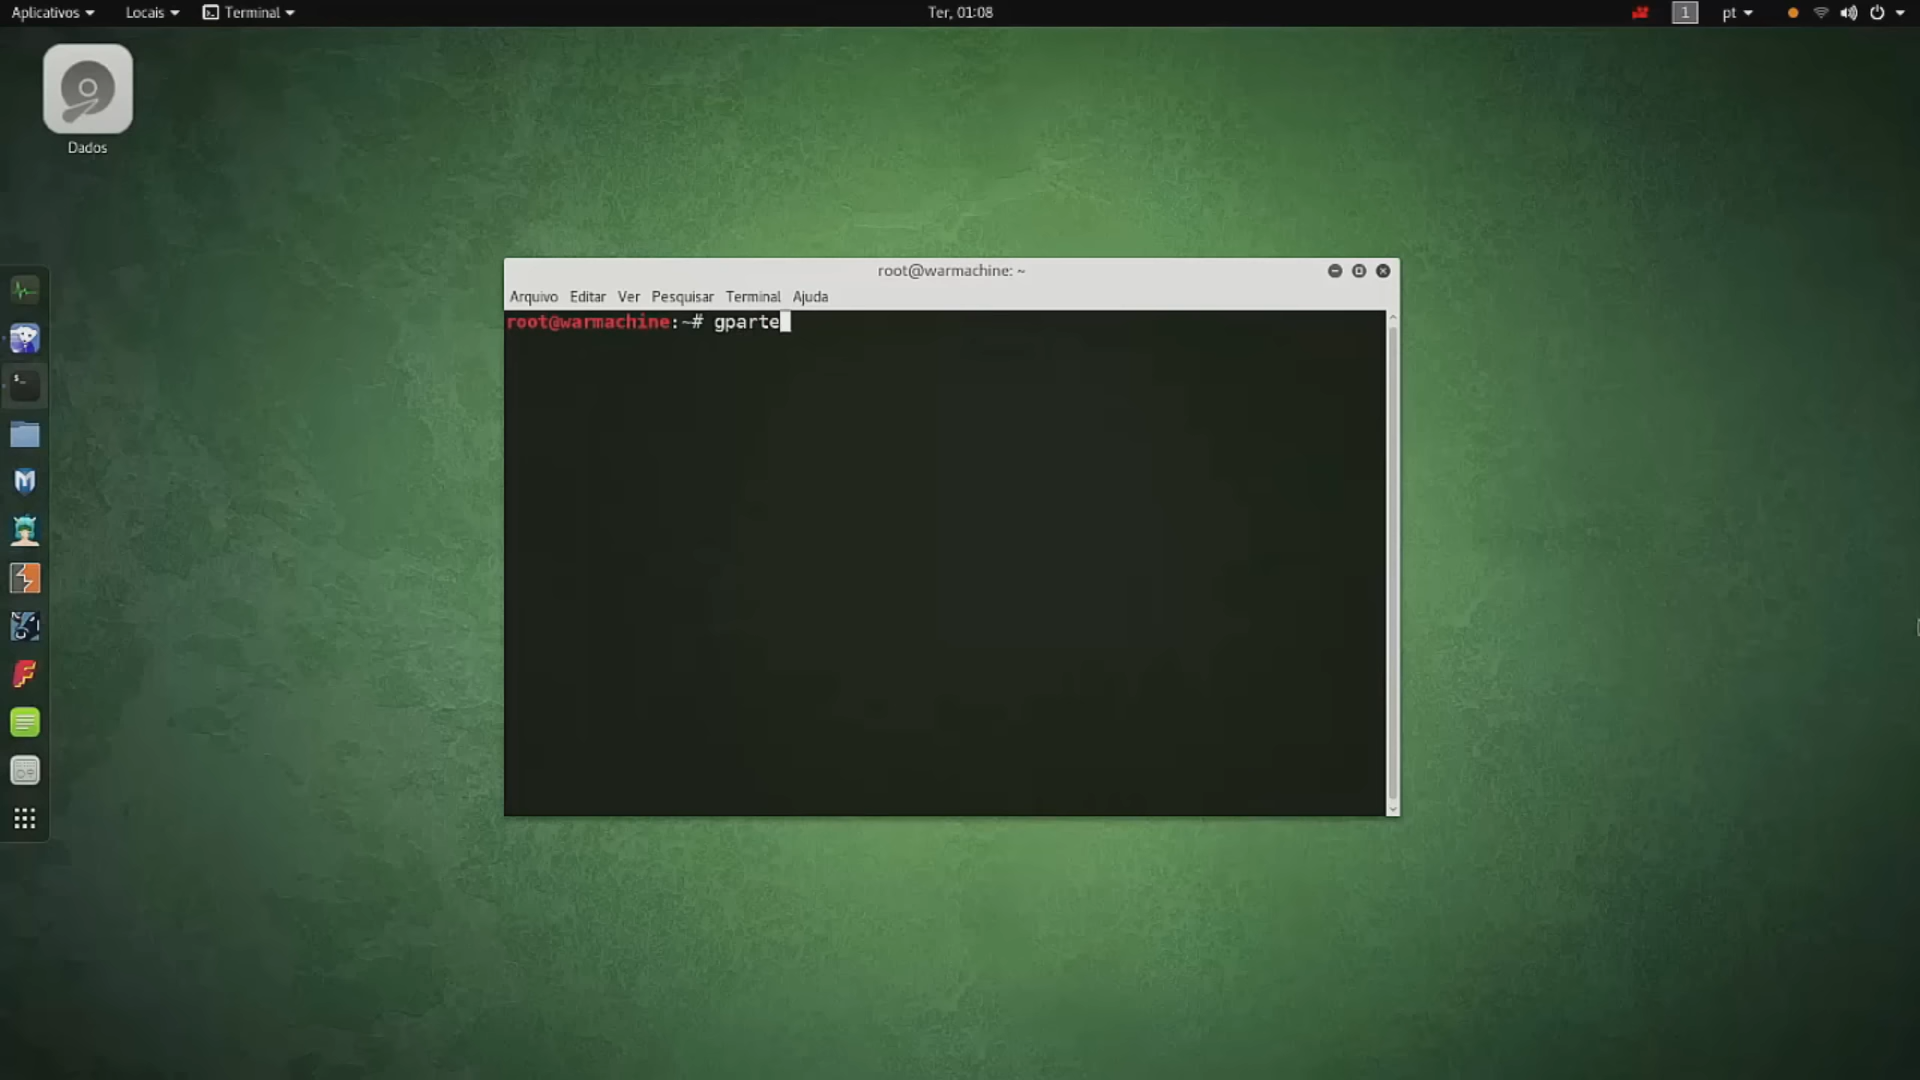 Aplicativos Locais Terminal Ter, 01:08 1 pt
Dados
root@warmachine: ~
Arquivo Editar Ver Pesquisar Terminal Ajuda
root@warmachine:~# gparte